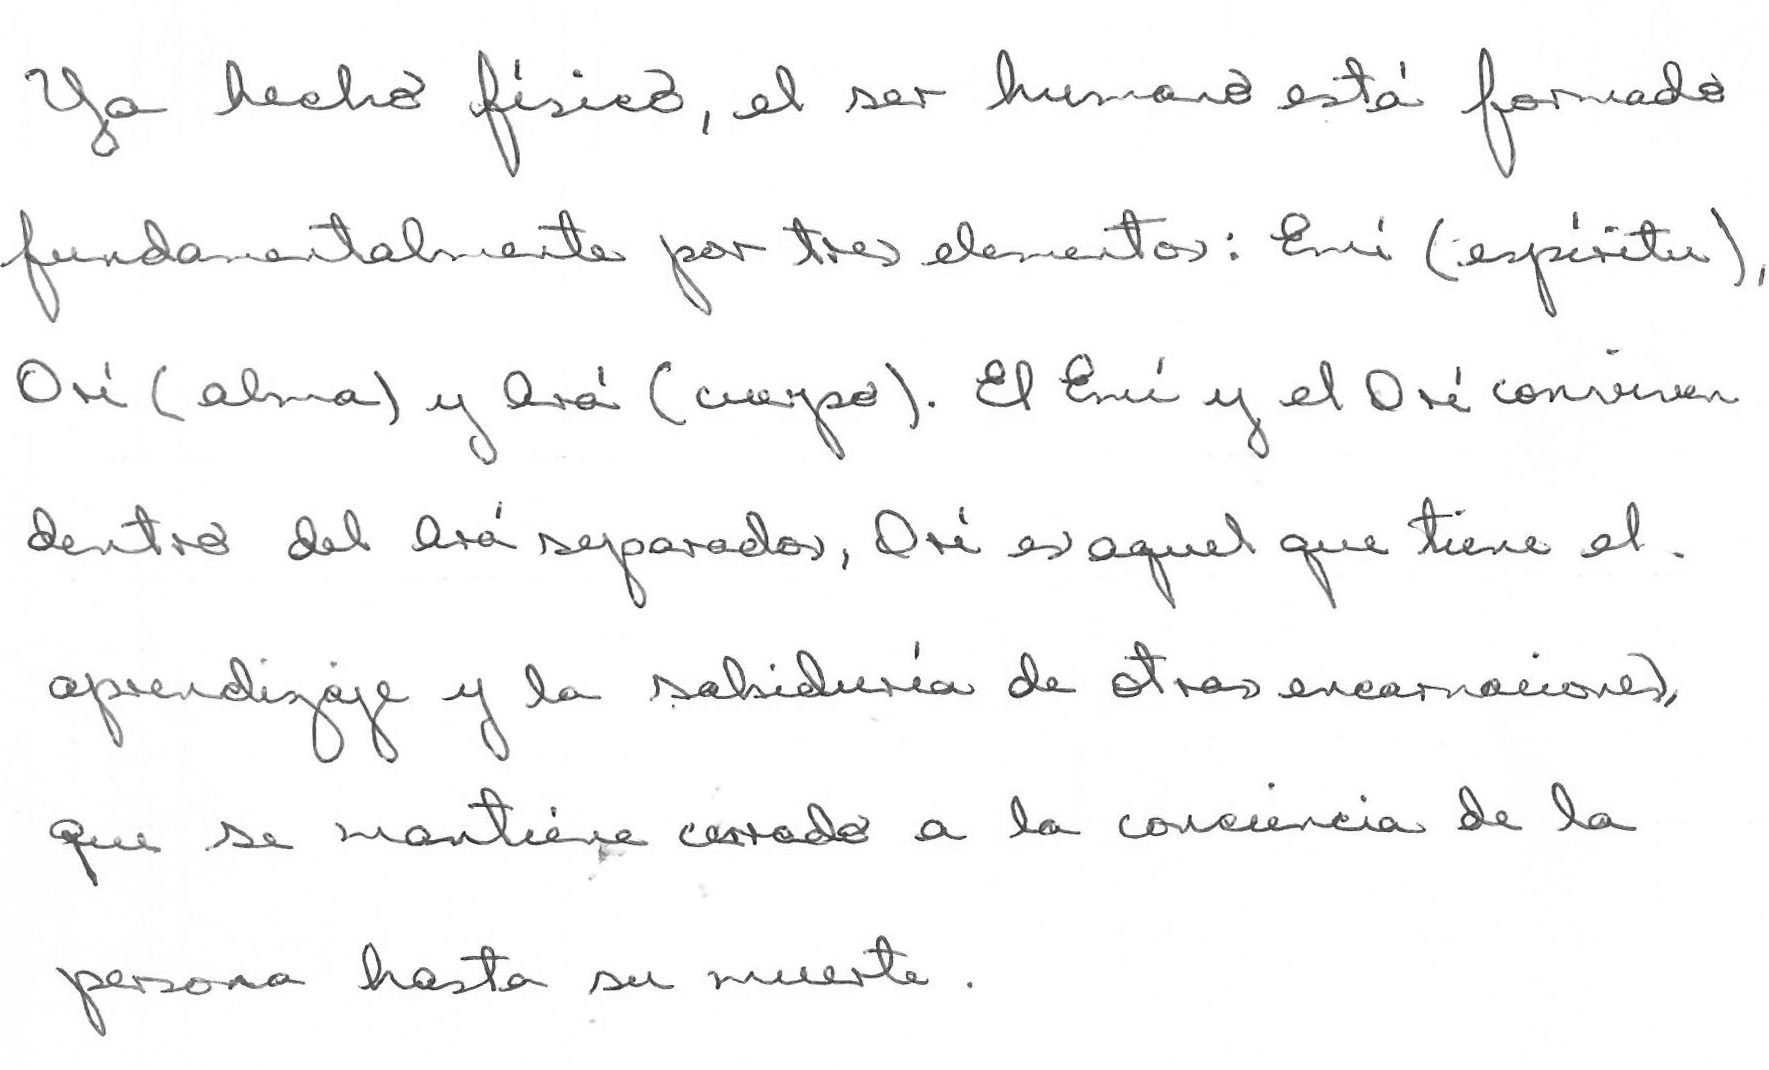 Ya hecho físico, el ser humano está formado
fundamentalmente por tres elementos: Emí (espíritu),
Orí (alma) y Ará (cuerpo). El Emí y el Orí conviven
dentro del Ará separados, Orí es aquel que tiene el.
aprendizaje y la sabiduría de otras encarnaciones,
que se mantiene cerrado a la conciencia de la
persona hasta su muerte.